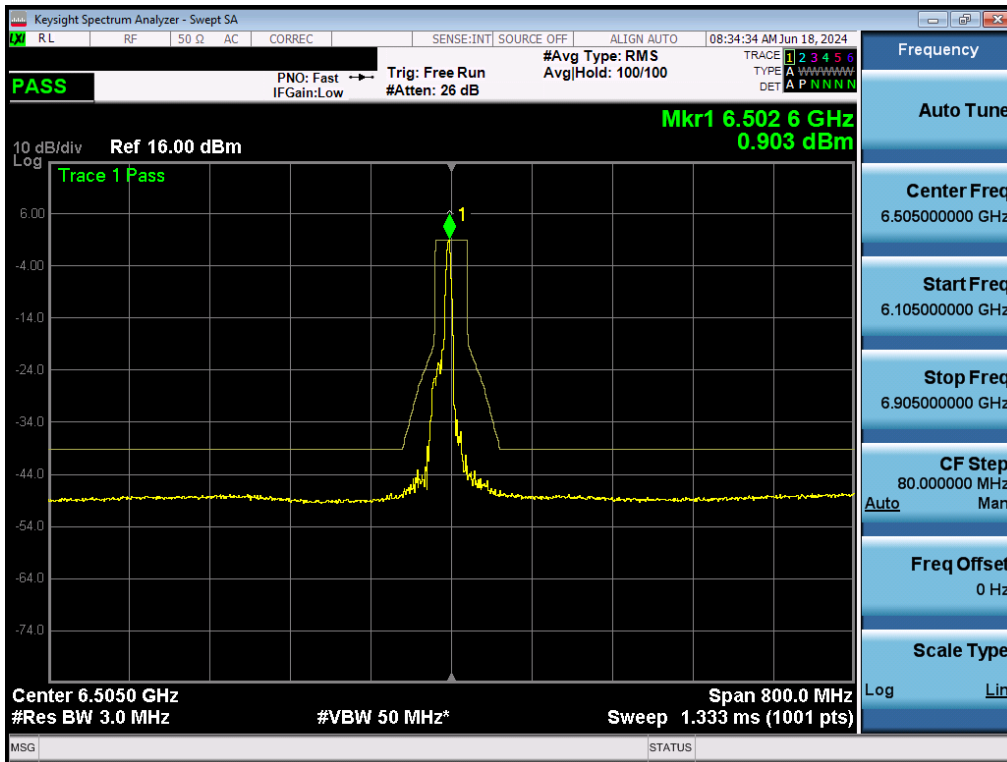 Keysight Spectrum Analyzer - Swept SA
LXI RL RF 50 Ω AC CORREC SENSE:INT SOURCE OFF ALIGN AUTO 08:34:34 AM Jun 18, 2024
PASS
PNO: Fast
IFGain:Low
Trig: Free Run
#Atten: 26 dB
#Avg Type: RMS
Avg|Hold: 100/100
TRACE 1 2 3 4 5 6
TYPE A WWWWW
DET A P N N N N
Mkr1 6.502 6 GHz
0.903 dBm
10 dB/div Ref 16.00 dBm
Log
Trace 1 Pass
1
6.00
-4.00
-14.0
-24.0
-34.0
-44.0
-54.0
-64.0
-74.0
Center 6.5050 GHz Span 800.0 MHz
#Res BW 3.0 MHz #VBW 50 MHz* Sweep 1.333 ms (1001 pts)
MSG STATUS
Frequency
Auto Tune
Center Freq
6.505000000 GHz
Start Freq
6.105000000 GHz
Stop Freq
6.905000000 GHz
CF Step
80.000000 MHz
Auto Man
Freq Offset
0 Hz
Scale Type
Log Lin